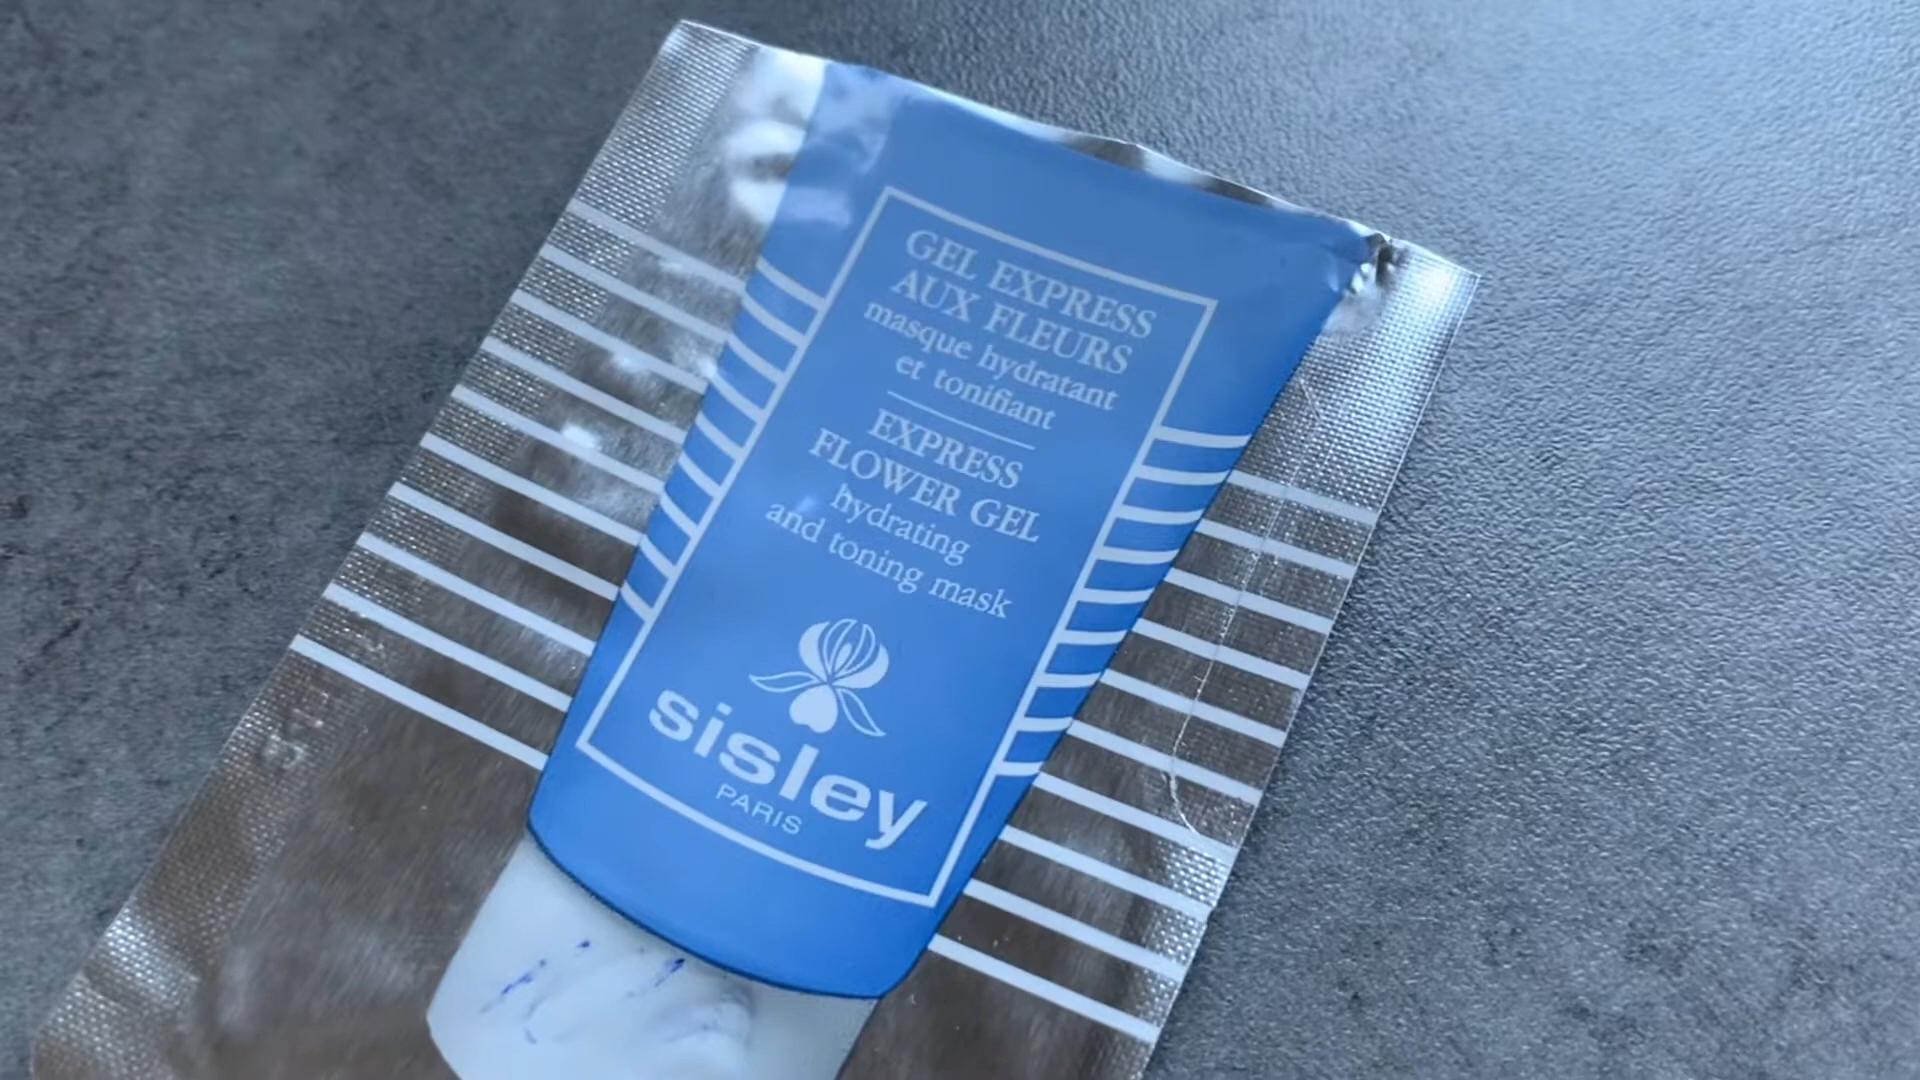 GEL EXPRESS
AUX FLEURS
masque hydratant
et tonifiant
EXPRESS
FLOWER GEL
hydrating
and toning mask
sisley
PARIS